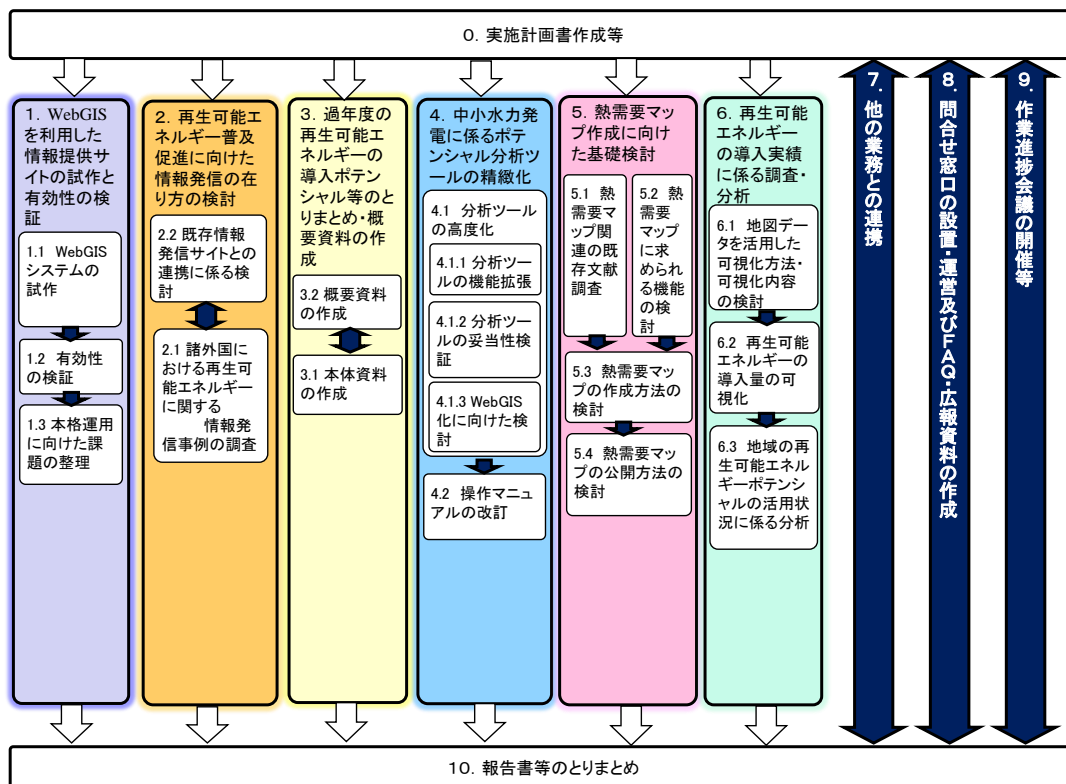 ０．実施計画書作成等
1．WebGIS
を利用した
情報提供サ
イトの試作と
有効性の検
証
1.1 WebGIS
システムの
試作
1.2 有効性
の検証
1.3 本格運用
に向けた課
題の整理
２．再生可能エ
ネルギー普及
促進に向けた
情報発信の在
り方の検討
2.2 既存情報
発信サイトとの
連携に係る検
討
2.1 諸外国に
おける再生可
能エネルギー
に関する
情報発
信事例の調査
３．過年度の
再生可能エ
ネルギーの
導入ポテン
シャル等のと
りまとめ・概
要資料の作
成
3.2 概要資料
の作成
3.1 本体資料
の作成
４．中小水力発
電に係るポテ
ンシャル分析ツ
ールの精緻化
4.1 分析ツール
の高度化
4.1.1 分析ツー
ルの機能拡張
4.1.2 分析ツー
ルの妥当性検
証
4.1.3 WebGIS
化に向けた検
討
4.2 操作マニュ
アルの改訂
５．熱需要マッ
プ作成に向け
た基礎検討
5.1 熱
需要マ
ップ関
連の既
存文献
調査
5.2 熱
需要
マップ
に求
められ
る機能
の検
討
5.3 熱需要マッ
プの作成方法の
検討
5.4 熱需要マ
ップの公開方法の
検討
６．再生可能
エネルギー
の導入実績
に係る調査・
分析
6.1 地図デー
タを活用した
可視化方法・
可視化内容
の検討
6.2 再生可能
エネルギーの
導入量の可
視化
6.3 地域の再
生可能エネル
ギーポテンシ
ャルの活用状
況に係る分析
７．他の業務との連携
８．問合せ窓口の設置・運営及びＦＡＱ・広報資料の作成
９．作業進捗会議の開催等
１０．報告書等のとりまとめ